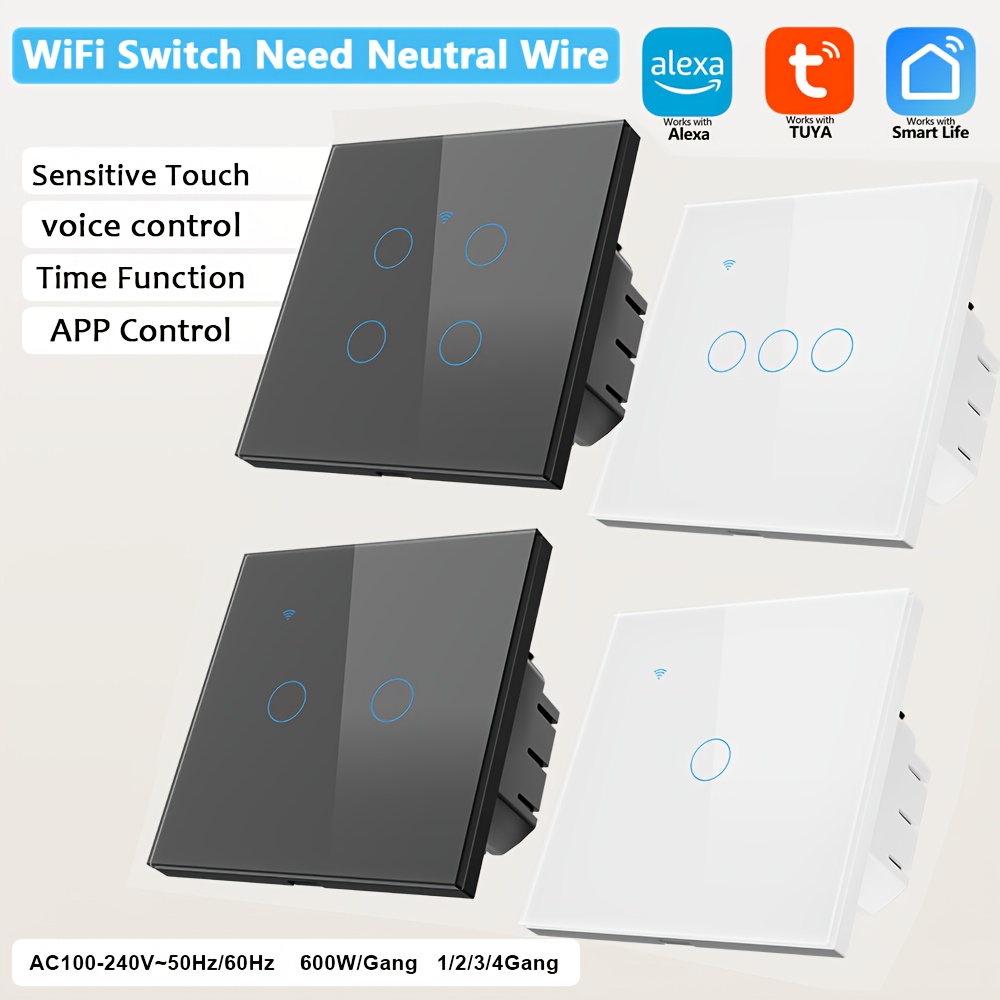 WiFi Switch Need Neutral Wire
alexa
Works with
Alexa
Works with
TUYA
Works with
Smart Life
Sensitive Touch
voice control
Time Function
APP Control
AC100-240V~50Hz/60Hz 600W/Gang 1/2/3/4Gang